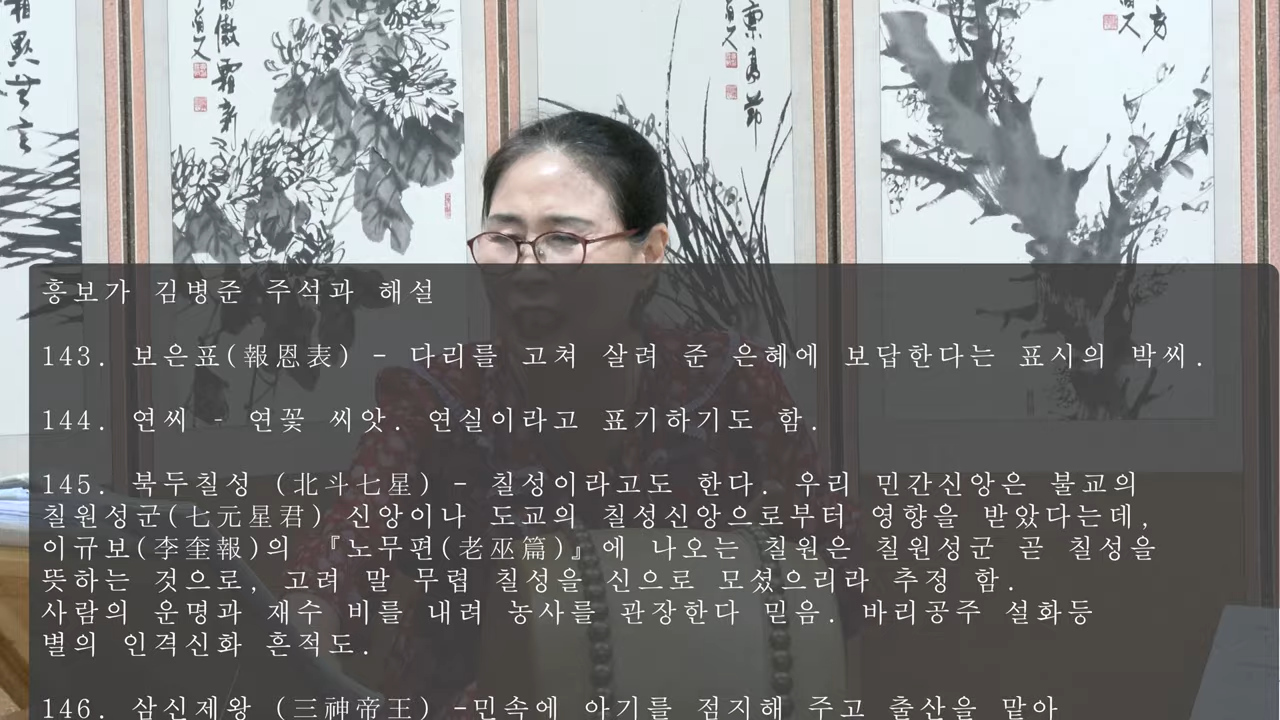 흥보가 김병준 주석과 해설
143. 보은표(報恩表) - 다리를 고쳐 살려 준 은혜에 보답한다는 표시의 박씨.
144. 연씨 - 연꽃 씨앗. 연실이라고 표기하기도 함.
145. 북두칠성 (北斗七星) - 칠성이라고도 한다. 우리 민간신앙은 불교의
칠원성군(七元星君) 신앙이나 도교의 칠성신앙으로부터 영향을 받았다는데,
이규보(李奎報)의 『노무편(老巫篇)』에 나오는 칠원은 칠원성군 곧 칠성을
뜻하는 것으로, 고려 말 무렵 칠성을 신으로 모셨으리라 추정 함.
사람의 운명과 재수 비를 내려 농사를 관장한다 믿음. 바리공주 설화등
별의 인격신화 흔적도.
146. 삼신제왕 (三神帝王) -민속에 아기를 점지해 주고 출산을 맡아